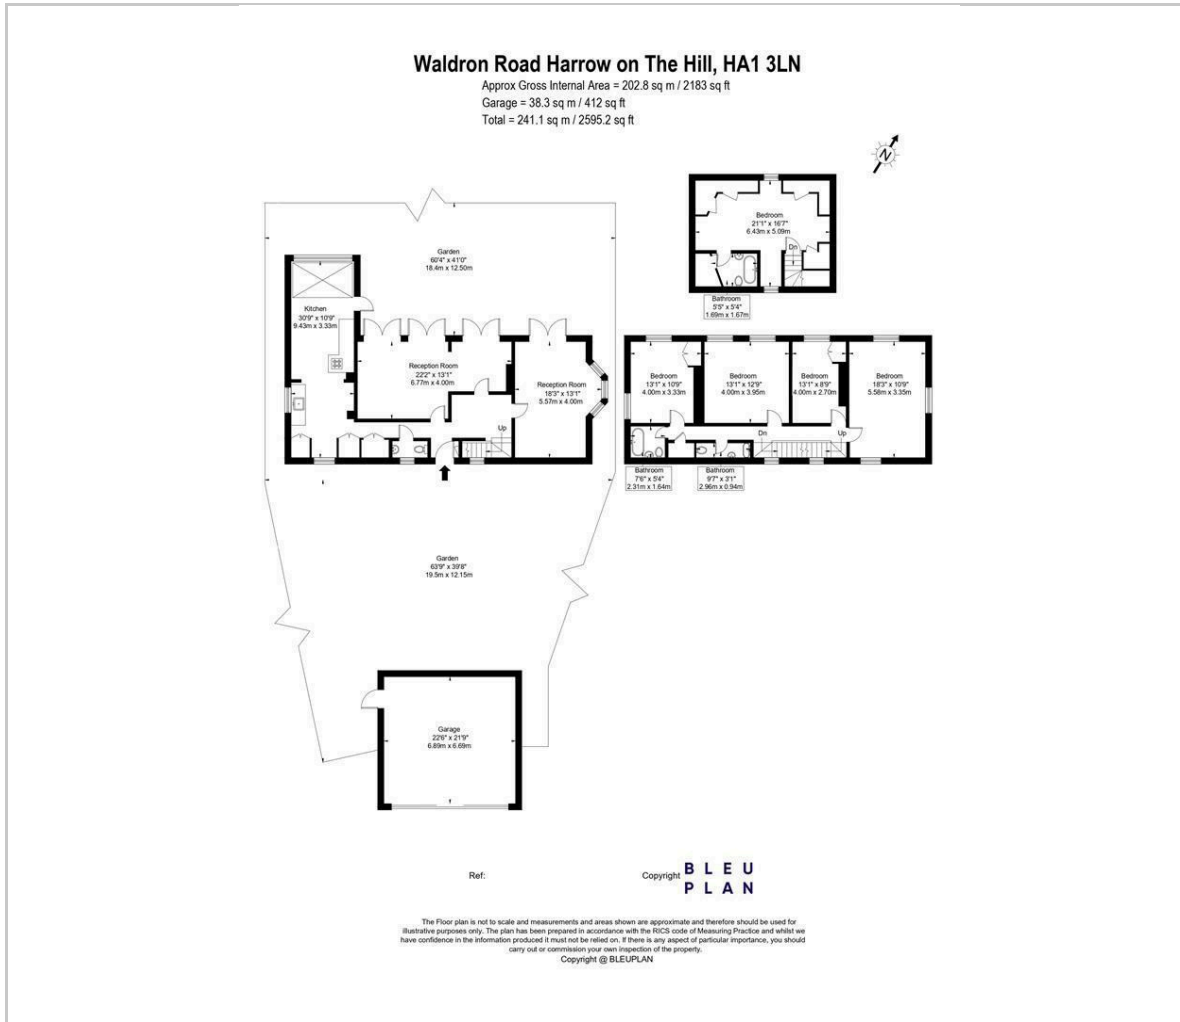 Waldron Road Harrow on The Hill, HA1 3LN
Approx Gross Internal Area = 202.8 sq m / 2183 sq ft
Garage = 38.3 sq m / 412 sq ft
Total = 241.1 sq m / 2595.2 sq ft
N
Bedroom
21'1" x 16'7"
6.43m x 5.09m
Dn
Bathroom
5'5" x 5'4"
1.69m x 1.67m
Garden
60'4" x 41'0"
18.4m x 12.50m
Kitchen
30'9" x 10'9"
9.43m x 3.33m
Reception Room
22'2" x 13'1"
6.77m x 4.00m
Reception Room
18'3" x 13'1"
5.57m x 4.00m
Up
Bedroom
13'1" x 10'9"
4.00m x 3.33m
Bedroom
13'1" x 12'9"
4.00m x 3.95m
Bedroom
13'1" x 8'9"
4.00m x 2.70m
Bedroom
18'3" x 10'9"
5.58m x 3.35m
Dn
Up
Bathroom
7'6" x 5'4"
2.31m x 1.64m
Bathroom
9'7" x 3'1"
2.96m x 0.94m
Garden
63'9" x 39'8"
19.5m x 12.15m
Garage
22'6" x 21'9"
6.89m x 6.69m
Ref:
Copyright
BLEU
PLAN
The Floor plan is not to scale and measurements and areas shown are approximate and therefore should be used for
illustrative purposes only. The plan has been prepared in accordance with the RICS code of Measuring Practice and whilst we
have confidence in the information produced it must not be relied on. If there is any aspect of particular importance, you should
carry out or commission your own inspection of the property.
Copyright @ BLEUPLAN